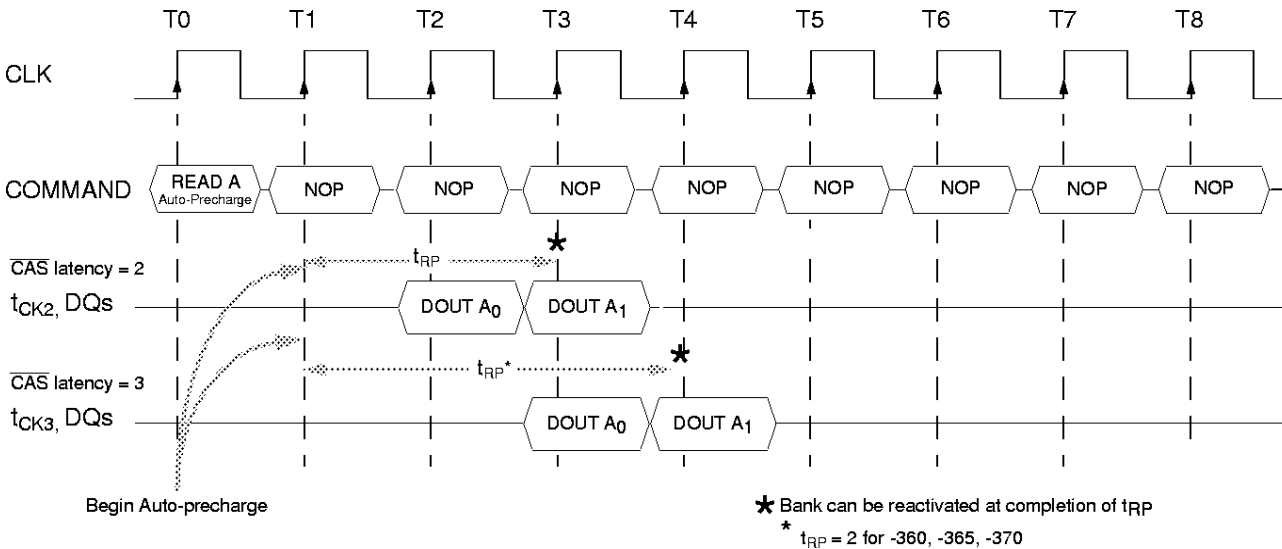 T0 T1 T2 T3 T4 T5 T6 T7 T8
CLK
COMMAND
READ A
Auto-Precharge
NOP NOP NOP NOP NOP NOP NOP NOP
CAS latency = 2
tRP
★
tCK2, DQs
DOUT A0 DOUT A1
CAS latency = 3
tRP*
★
tCK3, DQs
DOUT A0 DOUT A1
Begin Auto-precharge
★ Bank can be reactivated at completion of tRP
* tRP = 2 for -360, -365, -370